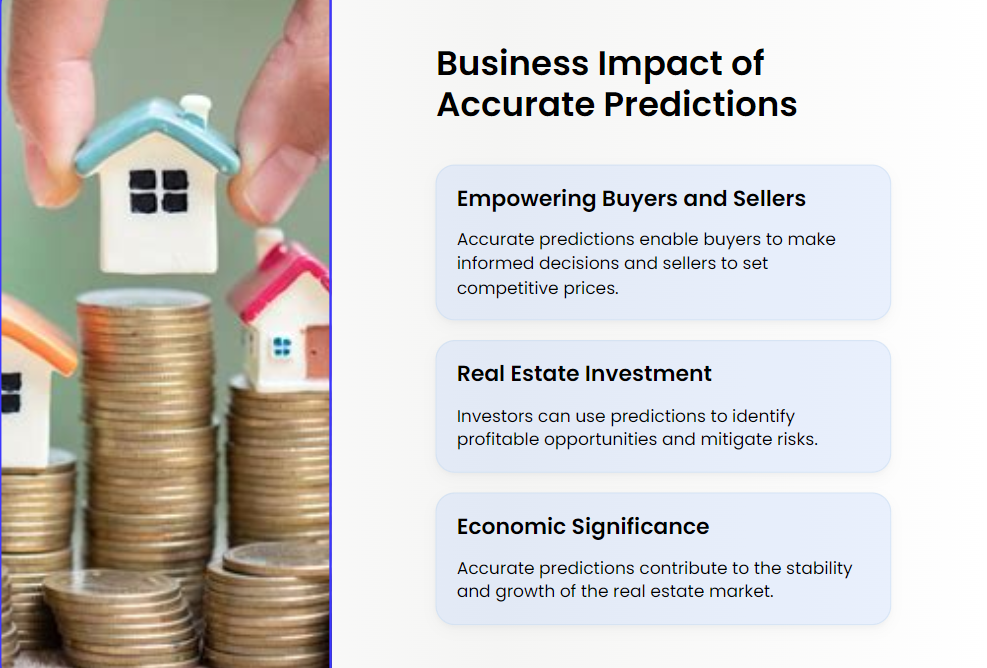 Business Impact of
Accurate Predictions
Empowering Buyers and Sellers
Accurate predictions enable buyers to make
informed decisions and sellers to set
competitive prices.
Real Estate Investment
Investors can use predictions to identify
profitable opportunities and mitigate risks.
Economic Significance
Accurate predictions contribute to the stability
and growth of the real estate market.